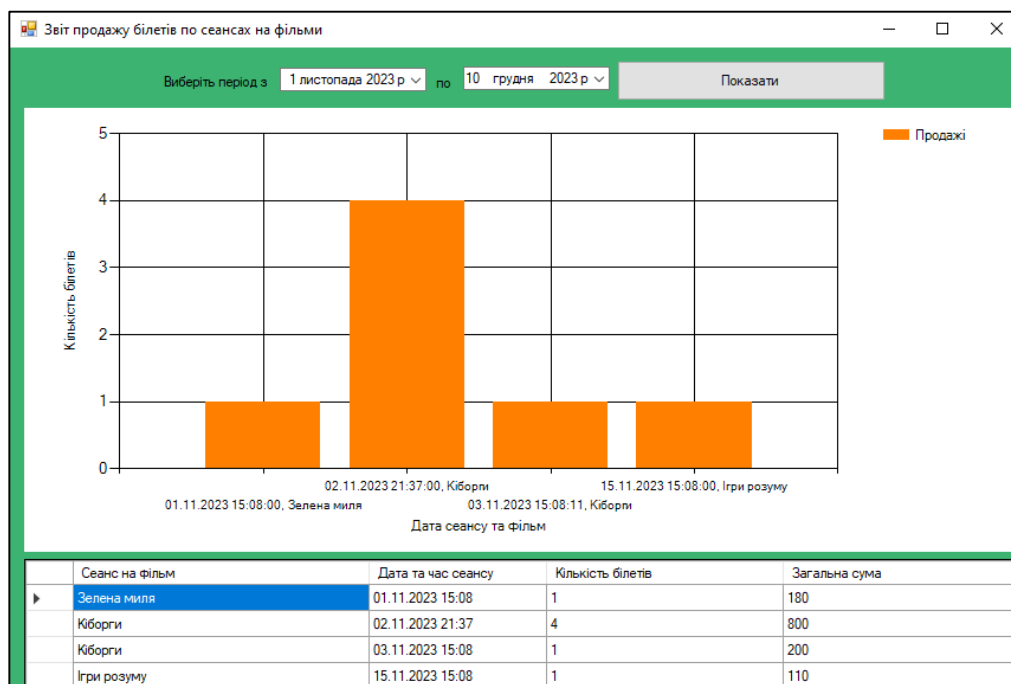 Звіт продажу білетів по сеансах на фільми
Виберіть період з 1 листопада 2023 р по 10 грудня 2023 р Показати
Продажі
5
4
3
2
1
0
Кількість білетів
02.11.2023 21:37:00, Кіборги 15.11.2023 15:08:00, Ігри розуму
01.11.2023 15:08:00, Зелена миля 03.11.2023 15:08:11, Кіборги
Дата сеансу та фільм
Сеанс на фільм Дата та час сеансу Кількість білетів Загальна сума
Зелена миля 01.11.2023 15:08 1 180
Кіборги 02.11.2023 21:37 4 800
Кіборги 03.11.2023 15:08 1 200
Ігри розуму 15.11.2023 15:08 1 110